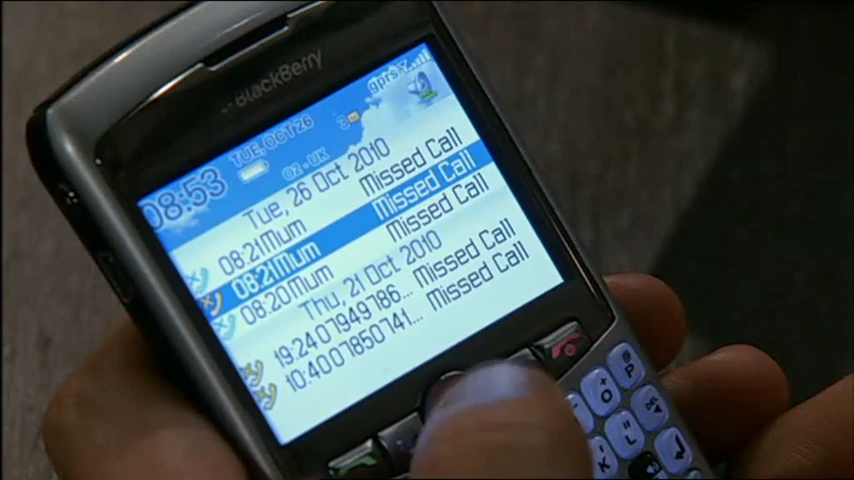 BlackBerry
gprs
08:53 TUE, OCT 26 3
O2 - UK
Tue, 26 Oct 2010
08:21 Mum Missed Call
08:21 Mum Missed Call
08:20 Mum Missed Call
Thu, 21 Oct 2010
19:24 07949786... Missed Call
10:40 07850741... Missed Call
@
P
+
O
L
K